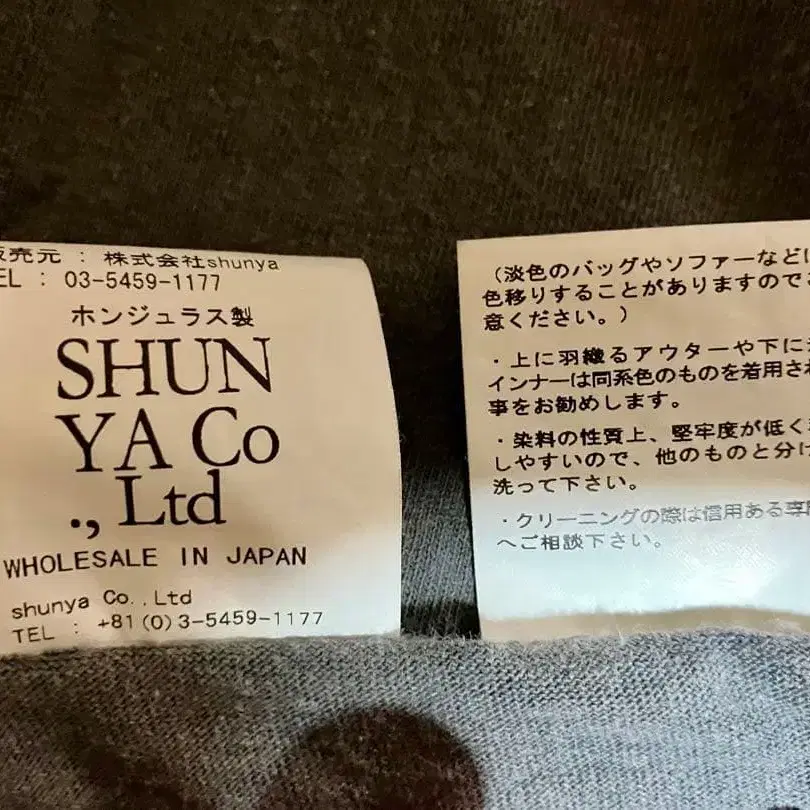 販売元 : 株式会社shunya
TEL : 03-5459-1177
ホンジュラス製
SHUN
YA Co
., Ltd
WHOLESALE IN JAPAN
shunya Co.,Ltd
TEL : +81(0)3-5459-1177
(淡色のバッグやソファーなどに
色移りすることがありますのでご
意ください。)
・上に羽織るアウターや下に
インナーは同系色のものを着用され
事をお勧めします。
・染料の性質上、堅牢度が低く
しやすいので、他のものと分け
洗って下さい。
・クリーニングの際は信用ある専
へご相談下さい。